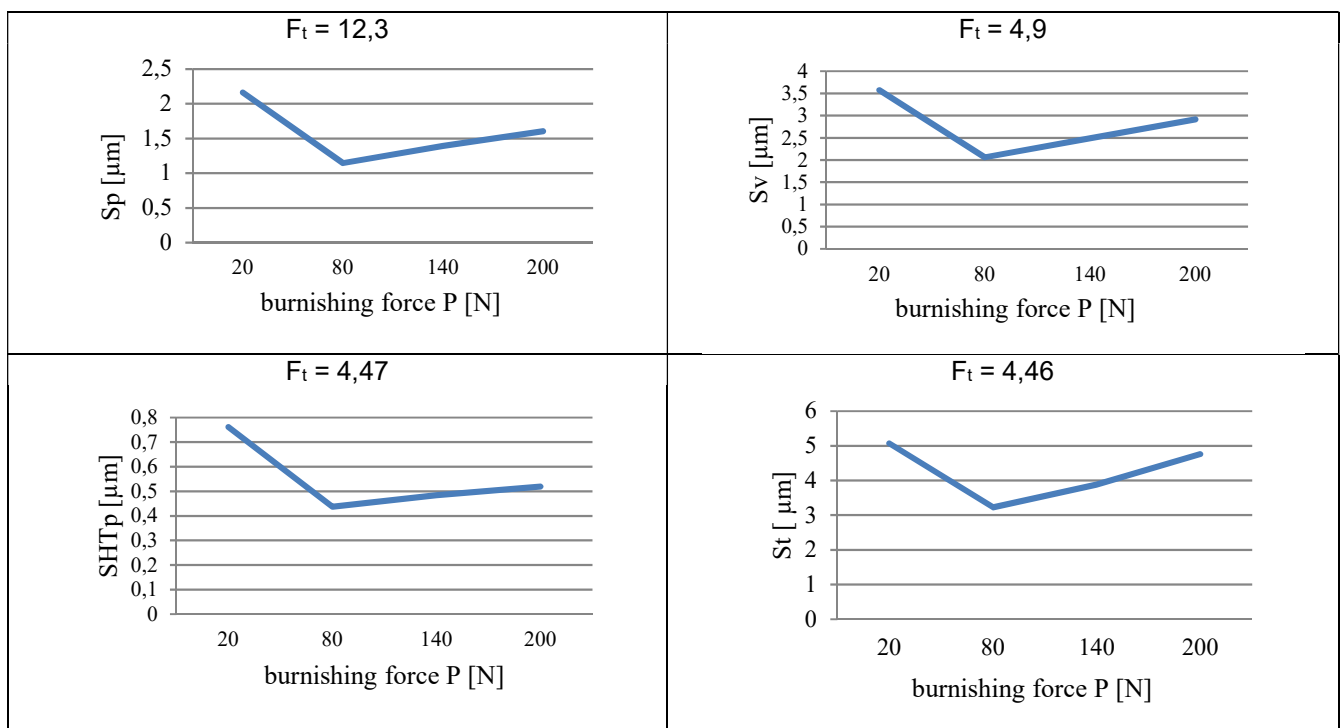 Ft = 12,3
2,5
2
1,5
1
0,5
0
Sp [µm]
20 80 140 200
burnishing force P [N]
Ft = 4,9
4
3,5
3
2,5
2
1,5
1
0,5
0
Sv [µm]
20 80 140 200
burnishing force P [N]
Ft = 4,47
0,8
0,7
0,6
0,5
0,4
0,3
0,2
0,1
0
SHTp [µm]
20 80 140 200
burnishing force P [N]
Ft = 4,46
6
5
4
3
2
1
0
St [ µm]
20 80 140 200
burnishing force P [N]